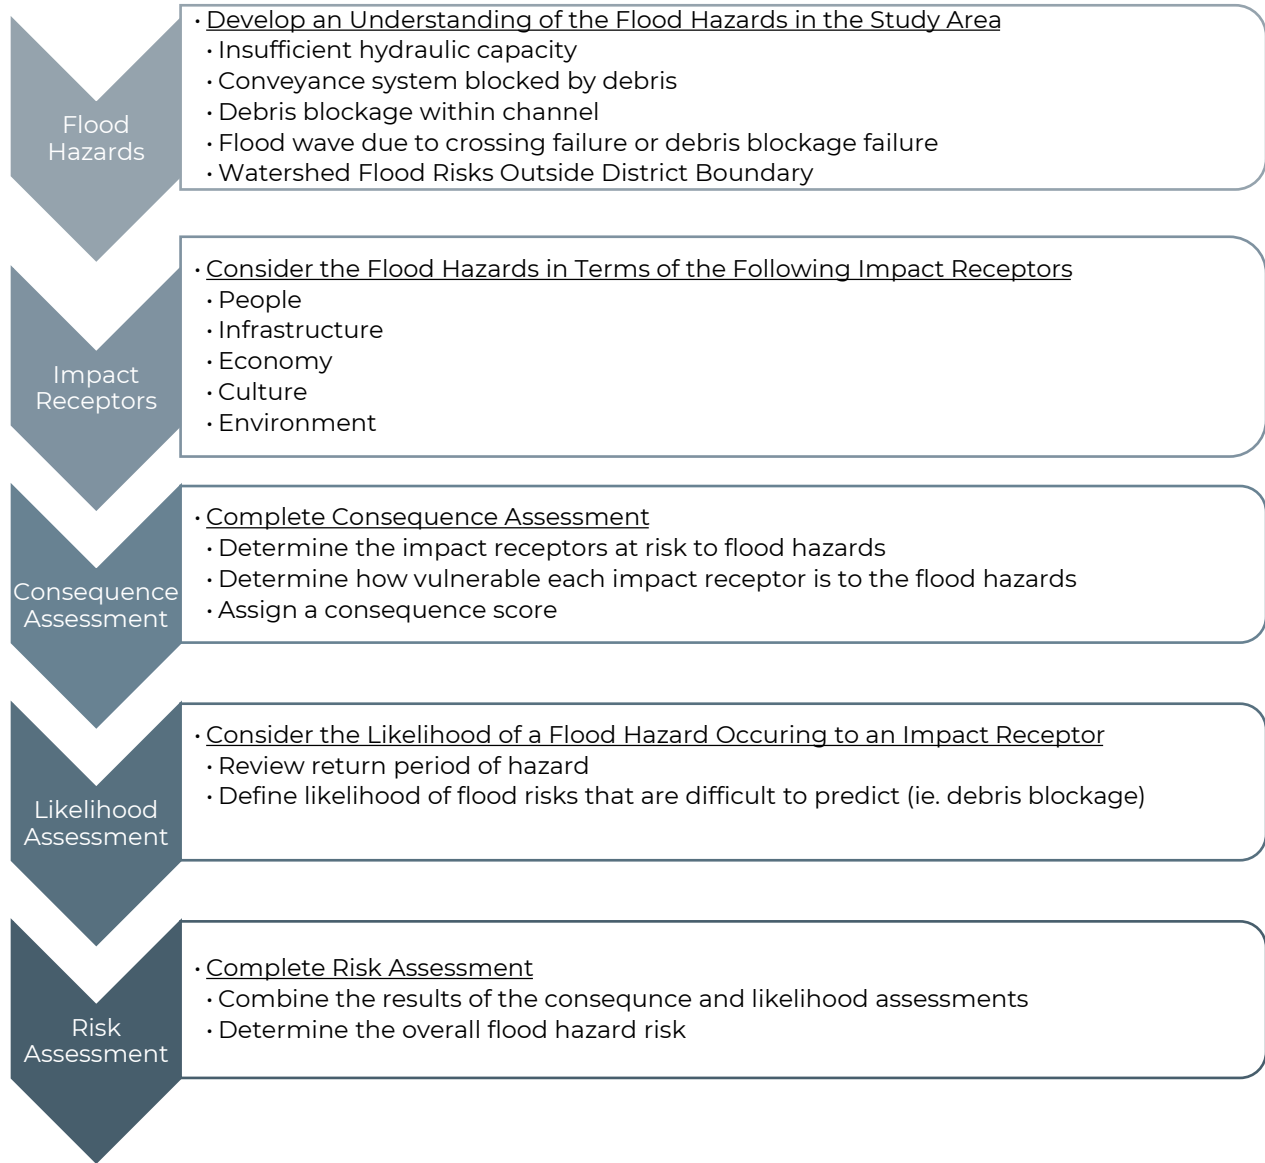 Flood
Hazards
• Develop an Understanding of the Flood Hazards in the Study Area
• Insufficient hydraulic capacity
• Conveyance system blocked by debris
• Debris blockage within channel
• Flood wave due to crossing failure or debris blockage failure
• Watershed Flood Risks Outside District Boundary
Impact
Receptors
• Consider the Flood Hazards in Terms of the Following Impact Receptors
• People
• Infrastructure
• Economy
• Culture
• Environment
Consequence
Assessment
• Complete Consequence Assessment
• Determine the impact receptors at risk to flood hazards
• Determine how vulnerable each impact receptor is to the flood hazards
• Assign a consequence score
Likelihood
Assessment
• Consider the Likelihood of a Flood Hazard Occuring to an Impact Receptor
• Review return period of hazard
• Define likelihood of flood risks that are difficult to predict (ie. debris blockage)
Risk
Assessment
• Complete Risk Assessment
• Combine the results of the consequnce and likelihood assessments
• Determine the overall flood hazard risk